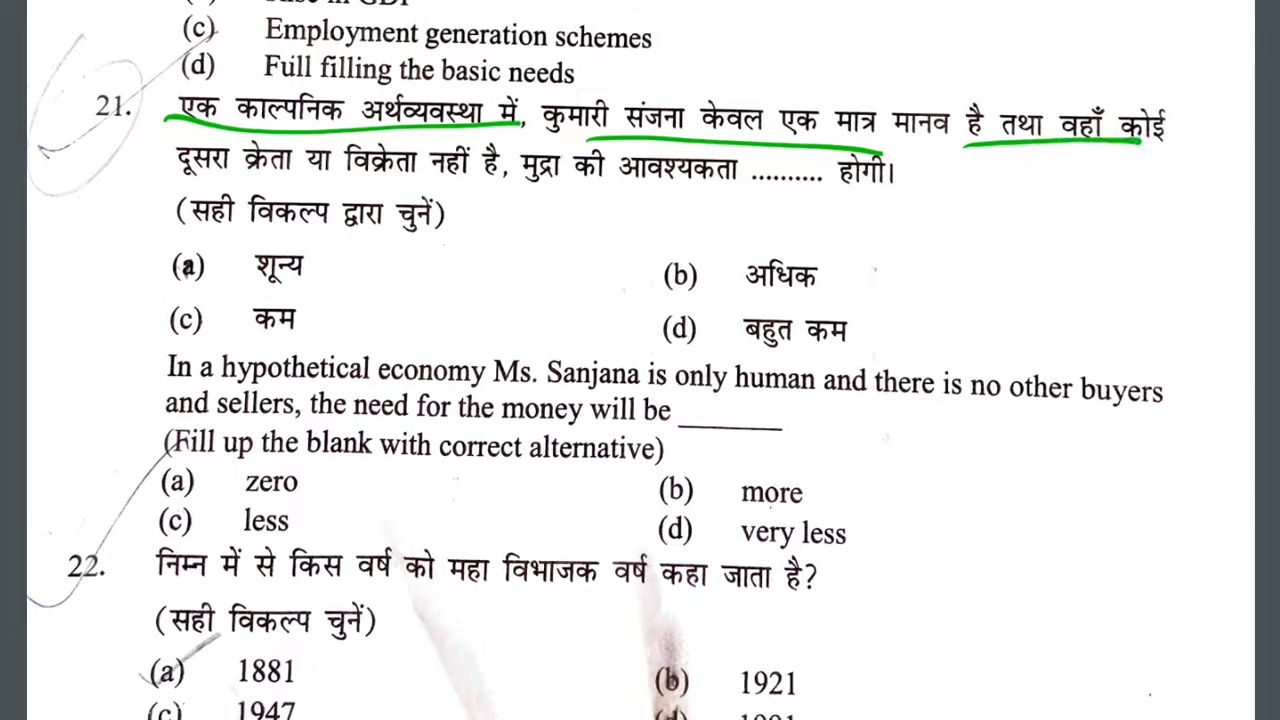 (c) Employment generation schemes
(d) Full filling the basic needs
21. एक काल्पनिक अर्थव्यवस्था में, कुमारी संजना केवल एक मात्र मानव है तथा वहाँ कोई
दूसरा क्रेता या विक्रेता नहीं है, मुद्रा की आवश्यकता .......... होगी।
(सही विकल्प द्वारा चुनें)
(a) शून्य (b) अधिक
(c) कम (d) बहुत कम
In a hypothetical economy Ms. Sanjana is only human and there is no other buyers
and sellers, the need for the money will be ________
(Fill up the blank with correct alternative)
(a) zero (b) more
(c) less (d) very less
22. निम्न में से किस वर्ष को महा विभाजक वर्ष कहा जाता है?
(सही विकल्प चुनें)
(a) 1881 (b) 1921
(c) 1947